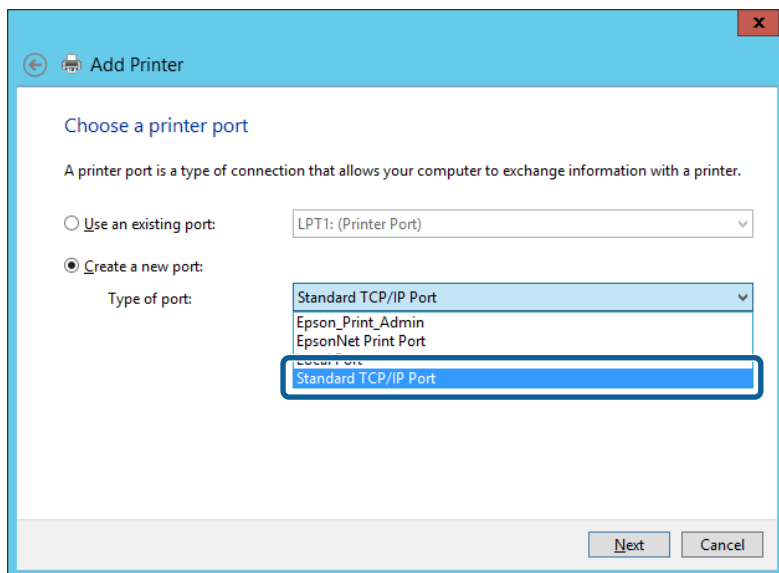 x
Add Printer
Choose a printer port
A printer port is a type of connection that allows your computer to exchange information with a printer.
Use an existing port:
LPT1: (Printer Port)
Create a new port:
Type of port:
Standard TCP/IP Port
Epson_Print_Admin
EpsonNet Print Port
Local Port
Standard TCP/IP Port
Next
Cancel